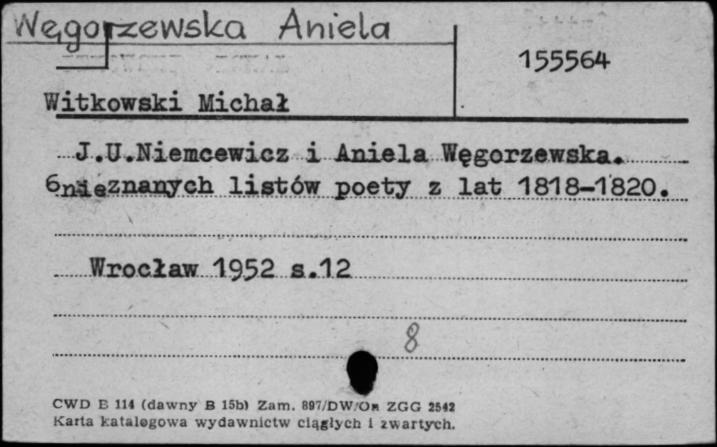 Węgorzewska Aniela
155564
Witkowski Michał
J.U.Niemcewicz i Aniela Węgorzewska.
6nieznanych listów poety z lat 1818-1820.
Wrocław 1952 s.12
8
CWD E 114 (dawny B 15b) Zam. 897/DW/OR ZGG 2542
Karta katalogowa wydawnictw ciągłych i zwartych.